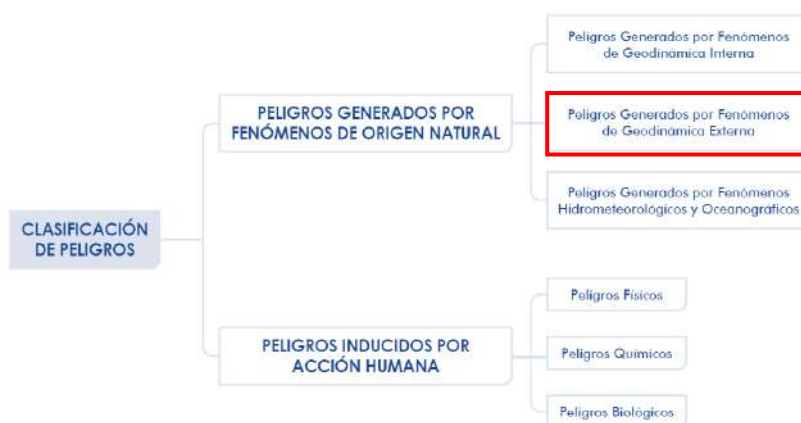 CLASIFICACIÓN
DE PELIGROS
PELIGROS GENERADOS POR
FENÓMENOS DE ORIGEN NATURAL
Peligros Generados por Fenómenos
de Geodinámica Interna
Peligros Generados por Fenómenos
de Geodinámica Externa
Peligros Generados por Fenómenos
Hidrometeorológicos y Oceanográficos
PELIGROS INDUCIDOS POR
ACCIÓN HUMANA
Peligros Físicos
Peligros Químicos
Peligros Biológicos